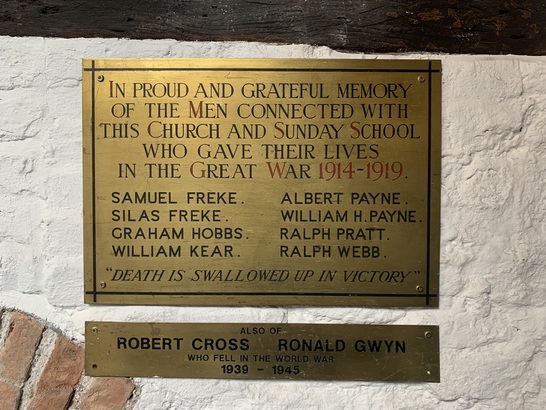 IN PROUD AND GRATEFUL MEMORY
OF THE MEN CONNECTED WITH
THIS CHURCH AND SUNDAY SCHOOL
WHO GAVE THEIR LIVES
IN THE GREAT WAR 1914-1919.
SAMUEL FREKE. ALBERT PAYNE.
SILAS FREKE. WILLIAM H. PAYNE.
GRAHAM HOBBS. RALPH PRATT.
WILLIAM KEAR. RALPH WEBB.
"DEATH IS SWALLOWED UP IN VICTORY"
ALSO OF
ROBERT CROSS RONALD GWYN
WHO FELL IN THE WORLD WAR
1939 - 1945